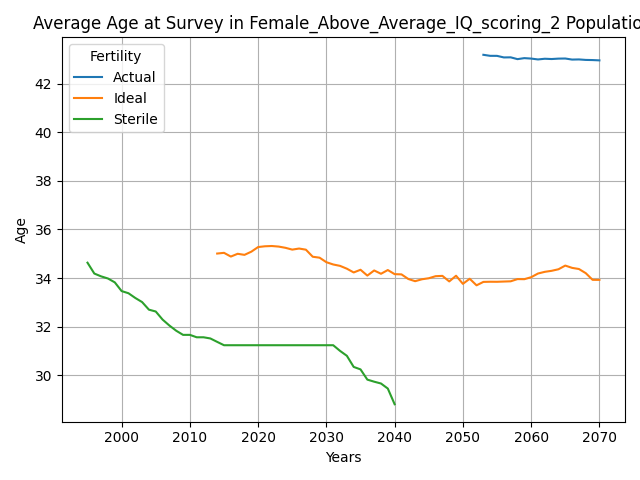 Average Age at Survey in Female_Above_Average_IQ_scoring_2 Populatio
Fertility
Actual
Ideal
Sterile
Age
42
40
38
36
34
32
30
2000
2010
2020
2030
2040
2050
2060
2070
Years